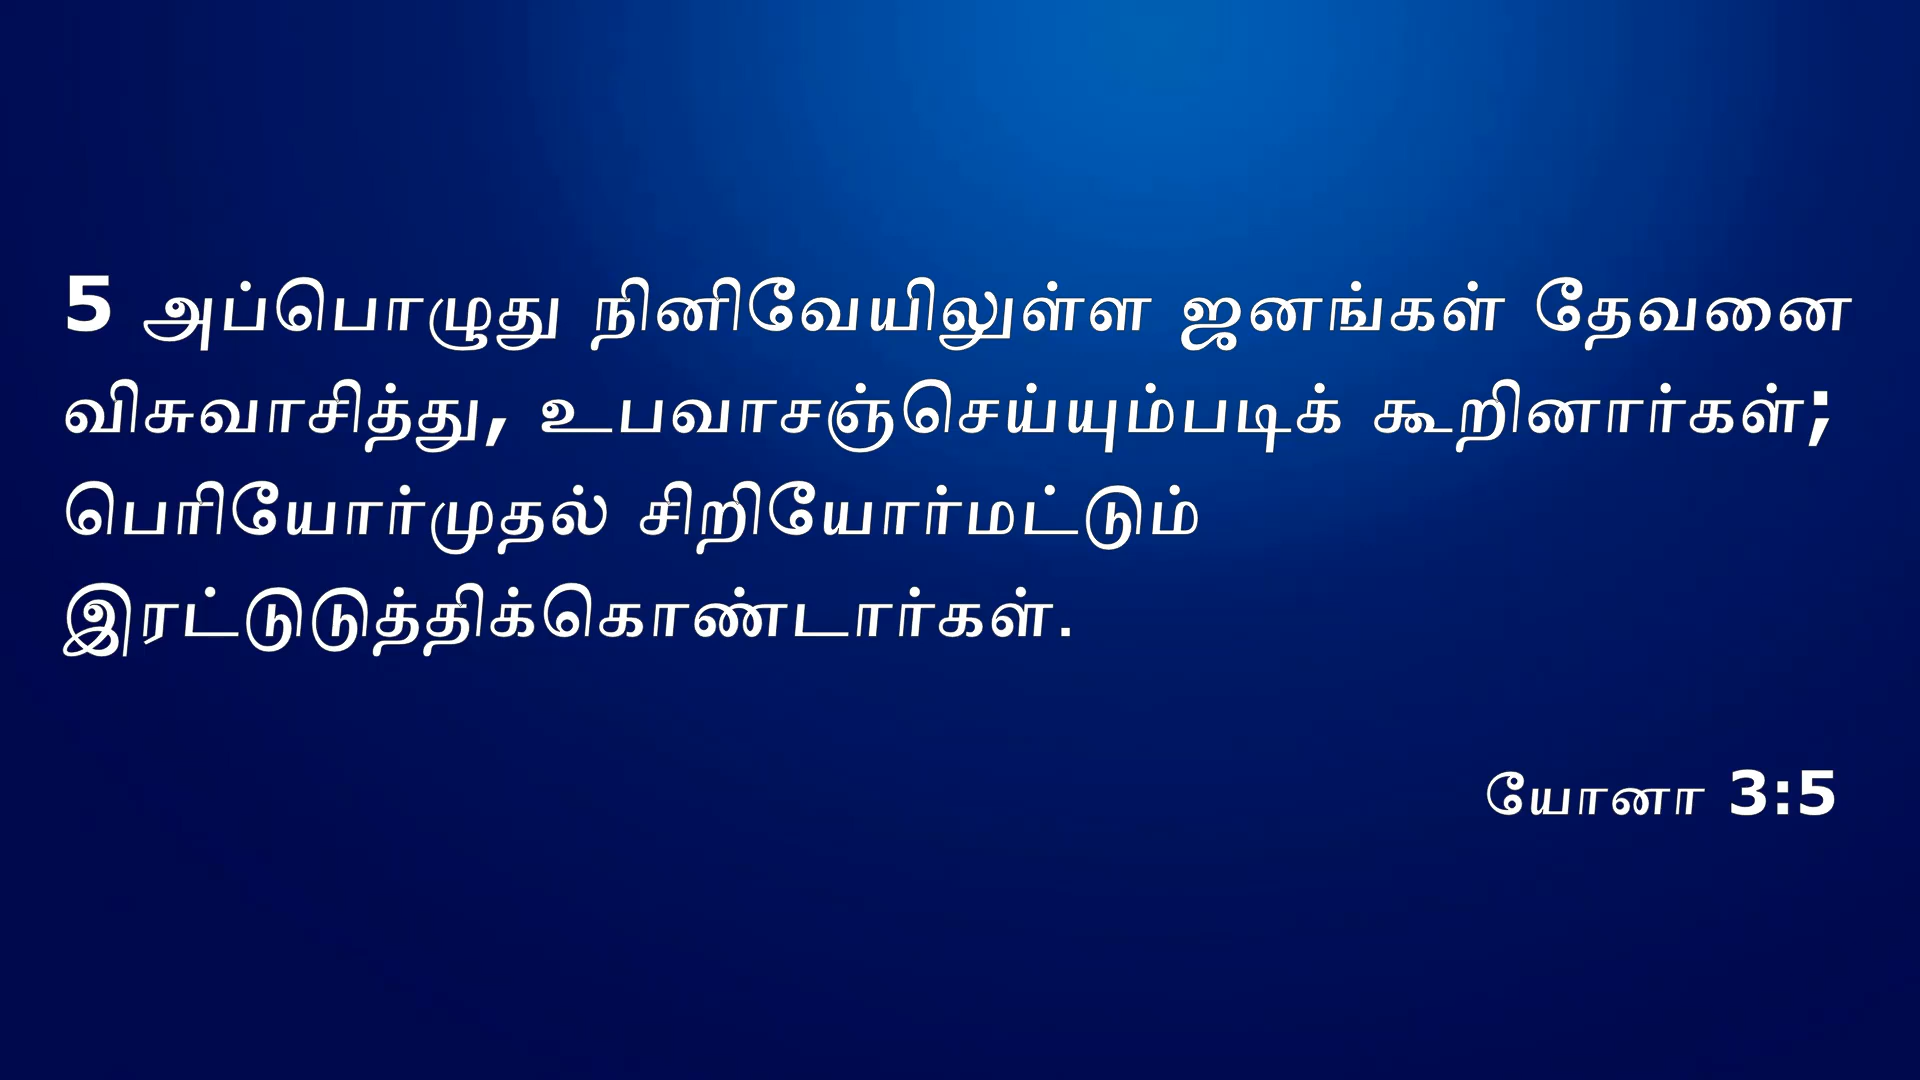 5 அப்பொழுது நினிவேயிலுள்ள ஜனங்கள் தேவனை
விசுவாசித்து, உபவாசஞ்செய்யும்படிக் கூறினார்கள்;
பெரியோர்முதல் சிறியோர்மட்டும்
இரட்டுடுத்திக்கொண்டார்கள்.
யோனா 3:5